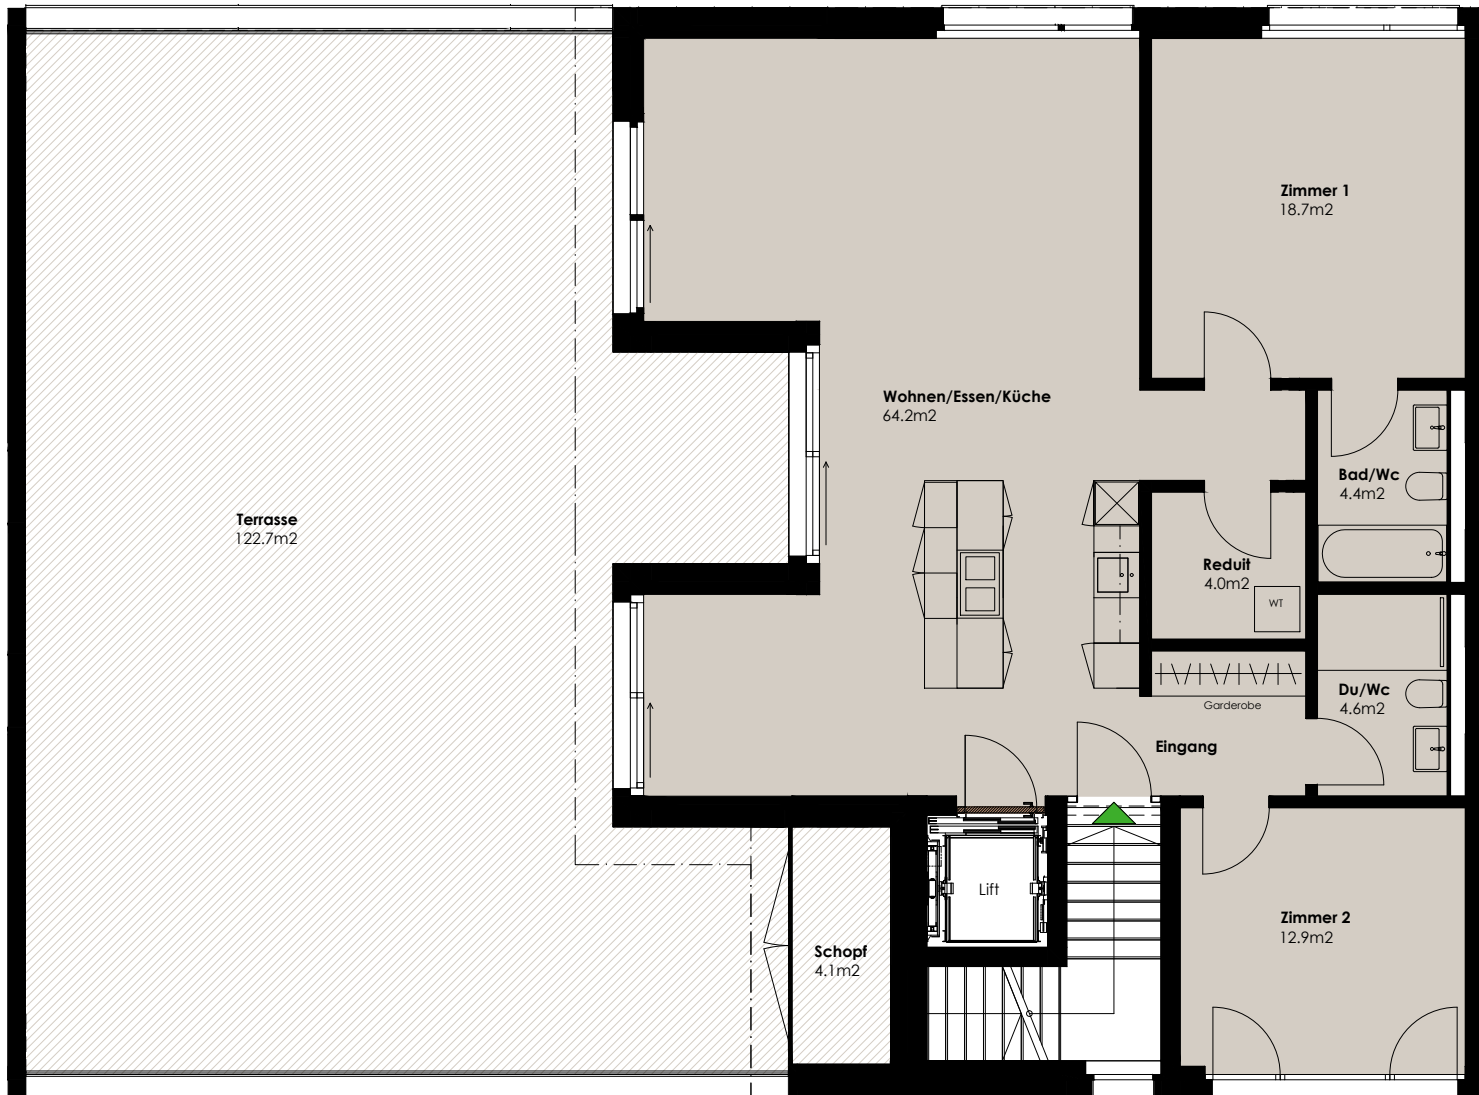 Zimmer 1
18.7m2
Wohnen/Essen/Küche
64.2m2
Bad/Wc
4.4m2
Terrasse
122.7m2
Reduit
4.0m2
WT
Du/Wc
4.6m2
Garderobe
Eingang
Lift
Zimmer 2
12.9m2
Schopf
4.1m2